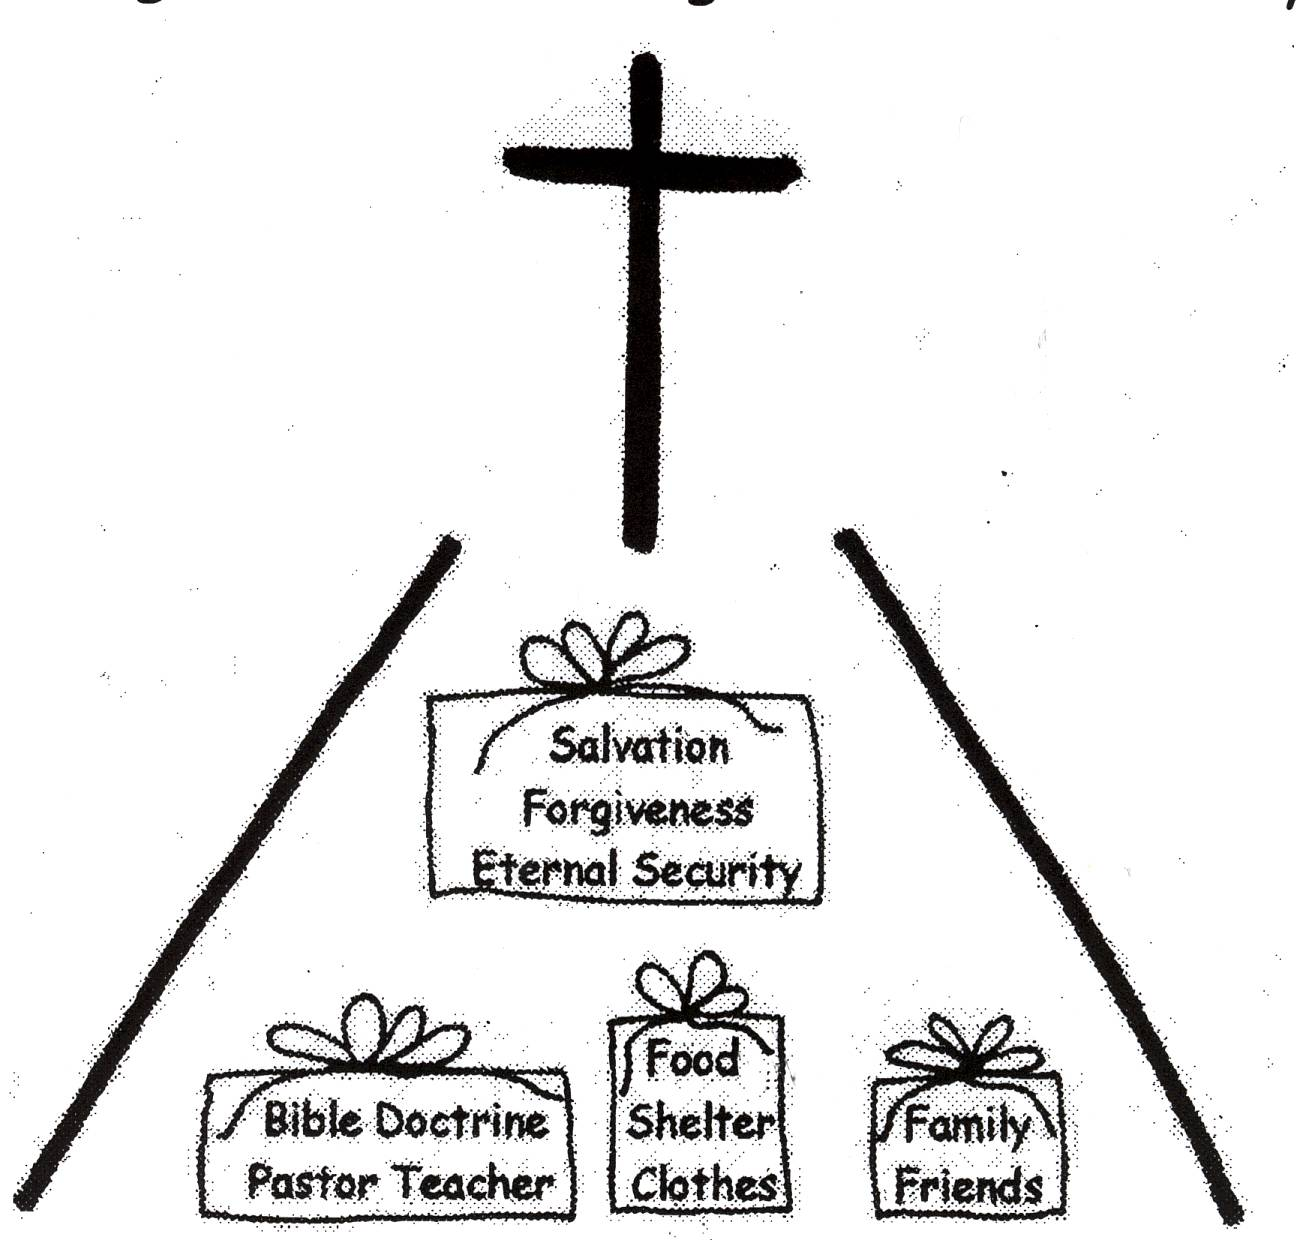 Salvation
Forgiveness
Eternal Security
Bible Doctrine
Pastor Teacher
Food
Shelter
Clothes
Family
Friends